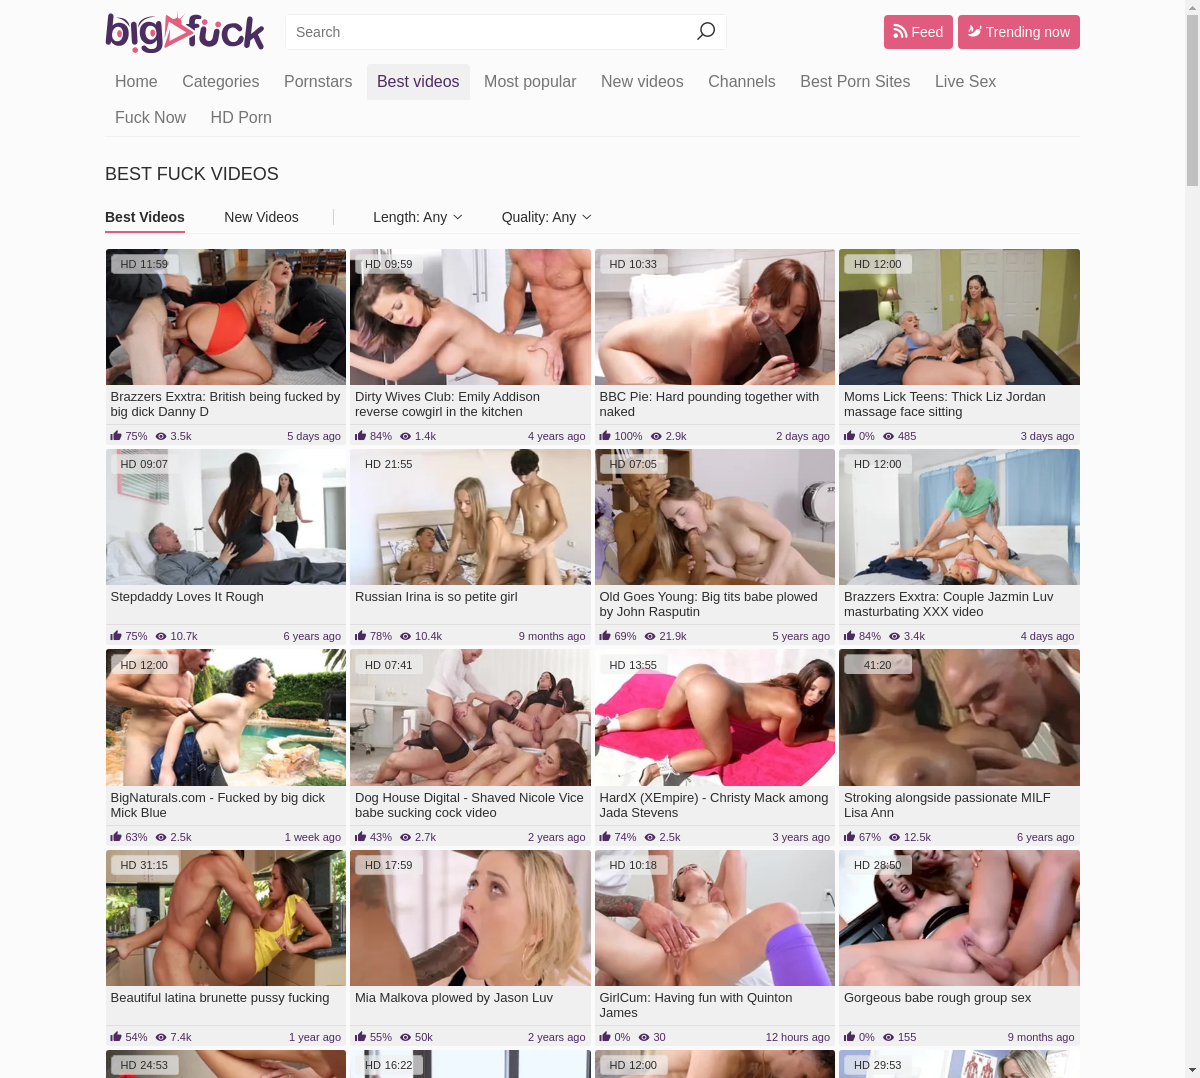 bigfuck
Search
Feed
Trending now
Home
Categories
Pornstars
Best videos
Most popular
New videos
Channels
Best Porn Sites
Live Sex
Fuck Now
HD Porn
BEST FUCK VIDEOS
Best Videos
New Videos
Length: Any
Quality: Any
HD 11:59
Brazzers Exxtra: British being fucked by
big dick Danny D
75% 3.5k 5 days ago
HD 09:59
Dirty Wives Club: Emily Addison
reverse cowgirl in the kitchen
84% 1.4k 4 years ago
HD 10:33
BBC Pie: Hard pounding together with
naked
100% 2.9k 2 days ago
HD 12:00
Moms Lick Teens: Thick Liz Jordan
massage face sitting
0% 485 3 days ago
HD 09:07
Stepdaddy Loves It Rough
76% 10.7k 6 years ago
HD 21:55
Russian Irina is so petite girl
78% 10.4k 9 months ago
HD 07:05
Old Goes Young: Big tits babe plowed
by John Rasputin
69% 21.9k 5 years ago
HD 12:00
Brazzers Exxtra: Couple Jazmin Luv
masturbating XXX video
84% 3.4k 4 days ago
HD 12:00
BigNaturals.com - Fucked by big dick
Mick Blue
63% 2.5k 1 week ago
HD 07:41
Dog House Digital - Shaved Nicole Vice
babe sucking cock video
43% 2.7k 2 years ago
HD 13:55
HardX (XEmpire) - Christy Mack among
Jada Stevens
74% 2.5k 3 years ago
41:20
Stroking alongside passionate MILF
Lisa Ann
67% 12.5k 6 years ago
HD 31:15
Beautiful latina brunette pussy fucking
54% 7.4k 1 year ago
HD 17:59
Mia Malkova plowed by Jason Luv
55% 50k 2 years ago
HD 10:18
GirlCum: Having fun with Quinton
James
0% 30 12 hours ago
HD 28:50
Gorgeous babe rough group sex
0% 155 9 months ago
HD 24:53
HD 16:22
HD 12:00
HD 29:53